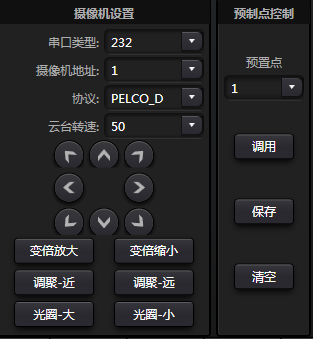 摄像机设置
串口类型: 232
摄像机地址: 1
协议: PELCO_D
云台转速: 50
变倍放大 变倍缩小
调聚-近 调聚-远
光圈-大 光圈-小
预制点控制
预置点
1
调用
保存
清空